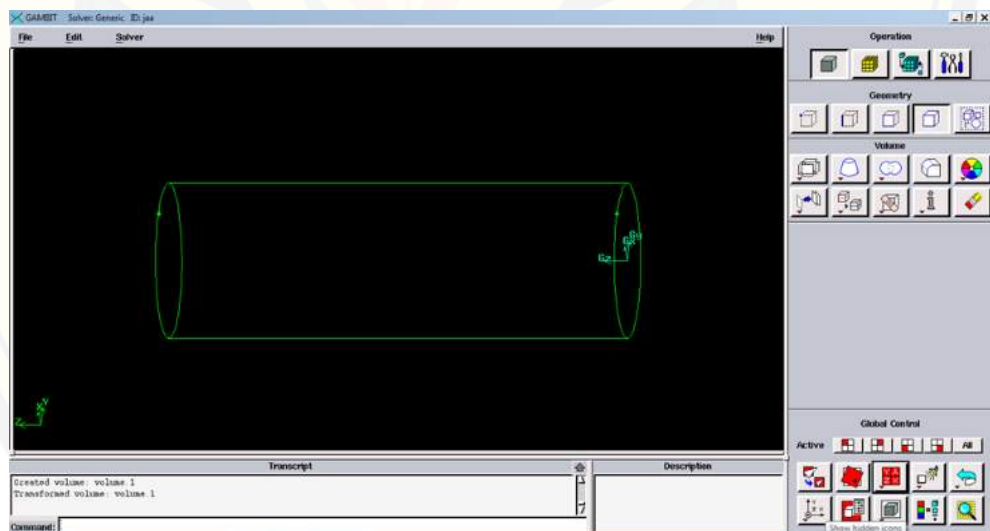 GAMBIT Solver: Generic ID: jaa
File Edit Solver Help
Operation
Geometry
Volume
Gz
Z
X
Y
Global Control
Active All
Transcript
Description
Created volume: volume.1
Transformed volume: volume.1
Command:
Show hidden icons